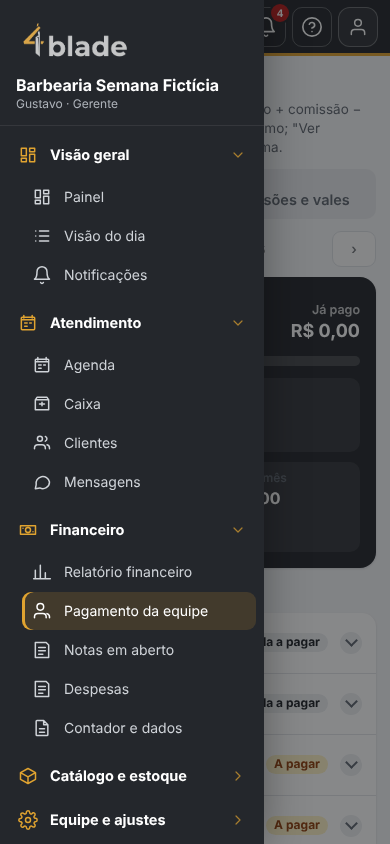 4blade
4
Barbearia Semana Fictícia
Gustavo · Gerente
o + comissão –
mo; "Ver
ma.
Visão geral
Painel
sões e vales
Visão do dia
Notificações
Atendimento
Já pago
R$ 0,00
Agenda
Caixa
Clientes
mês
00
Mensagens
Financeiro
Relatório financeiro
Pagamento da equipe
Notas em aberto
da a pagar
Despesas
la a pagar
Contador e dados
A pagar
Catálogo e estoque
Equipe e ajustes
A pagar